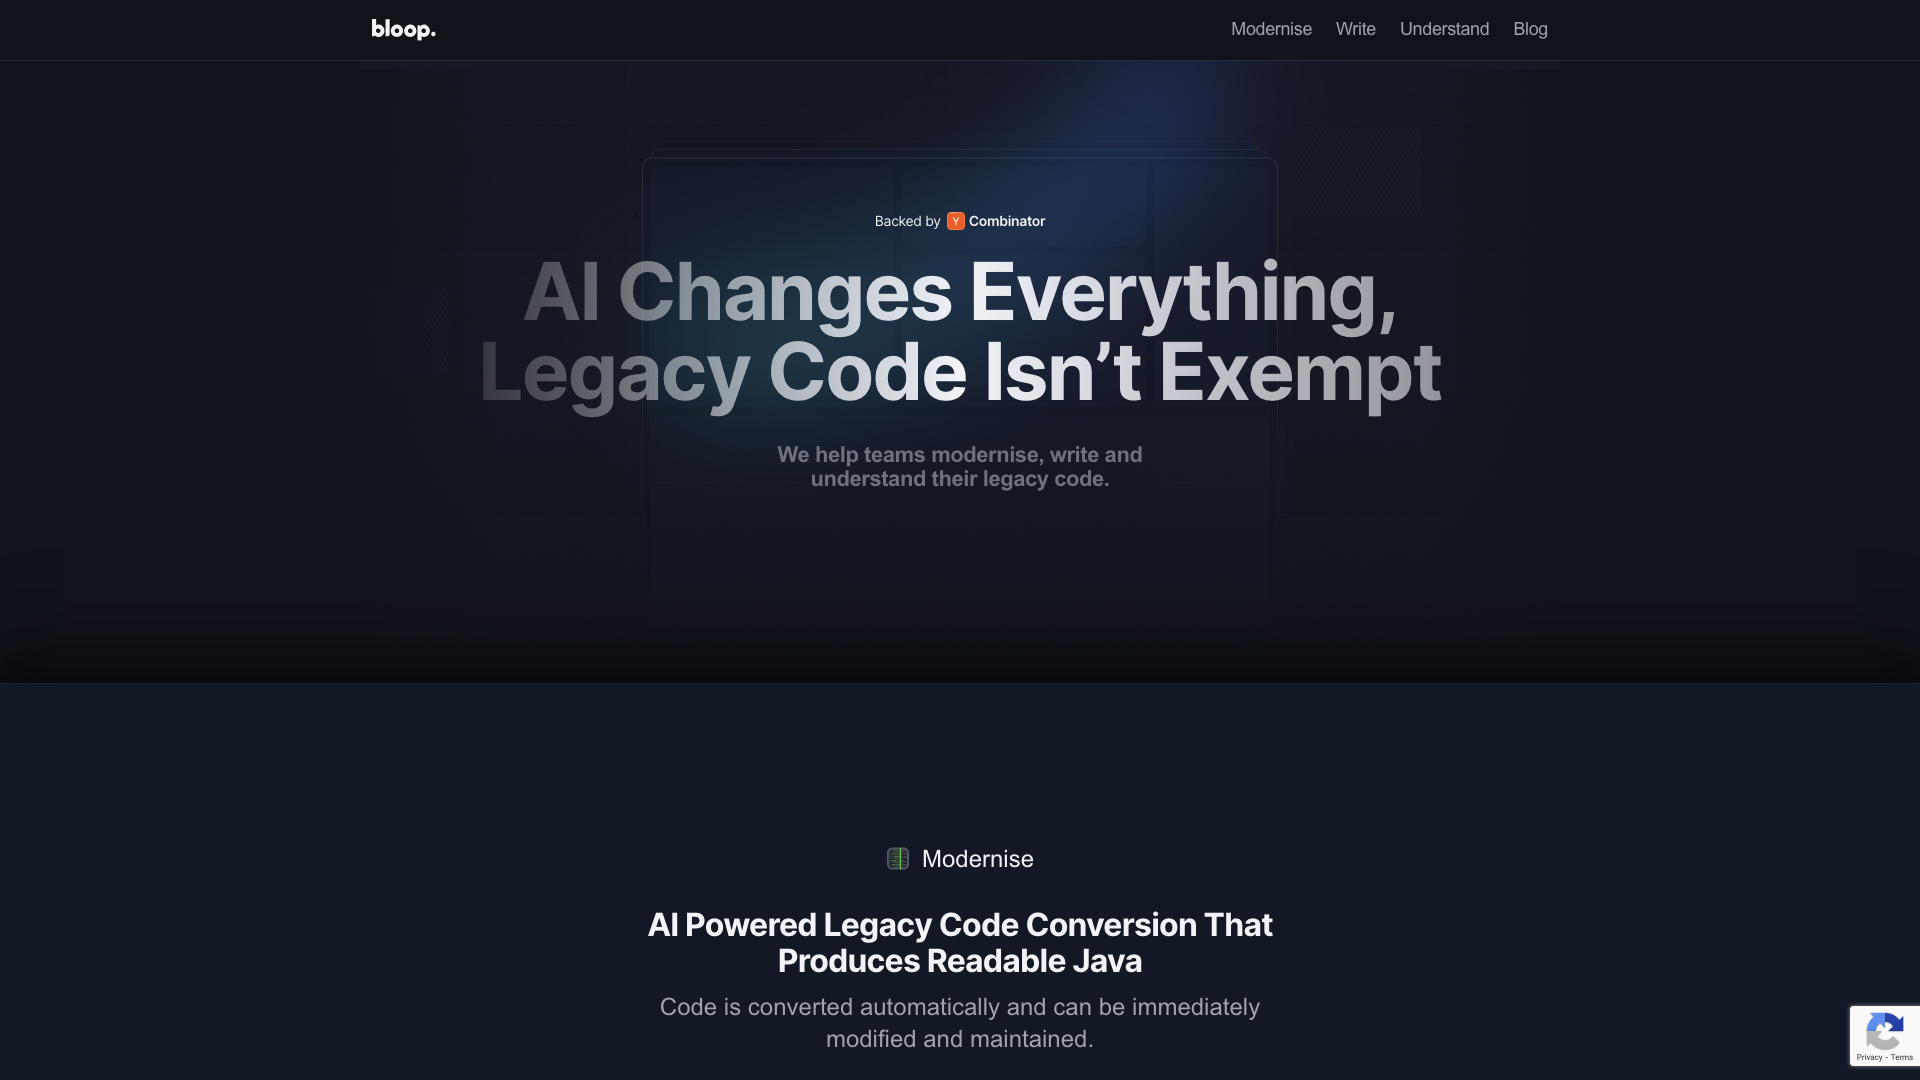 bloop.
Modernise Write Understand Blog
Backed by Y Combinator
AI Changes Everything,
Legacy Code Isn’t Exempt
We help teams modernise, write and
understand their legacy code.
Modernise
AI Powered Legacy Code Conversion That
Produces Readable Java
Code is converted automatically and can be immediately
modified and maintained.
Privacy - Terms